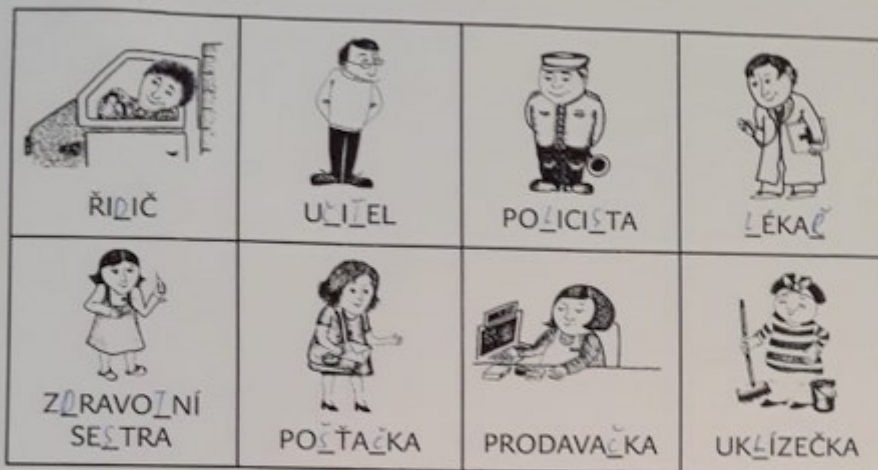 ŘIDIČ
UČITEL
POLICISTA
LÉKAŘ
ZDRAVOTNÍ
SESTRA
POŠŤAČKA
PRODAVAČKA
UKLÍZEČKA